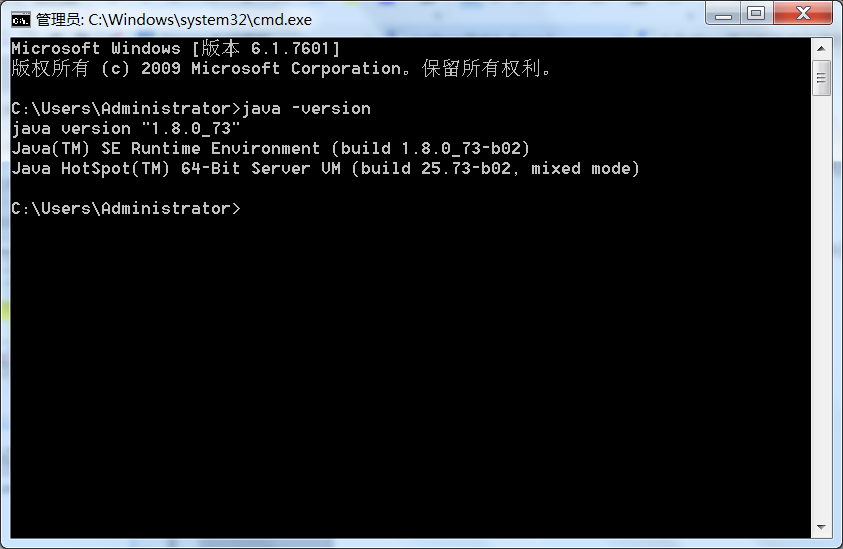 管理员: C:\Windows\system32\cmd.exe
Microsoft Windows [版本 6.1.7601]
版权所有 (c) 2009 Microsoft Corporation。保留所有权利。
C:\Users\Administrator>java -version
java version "1.8.0_73"
Java(TM) SE Runtime Environment (build 1.8.0_73-b02)
Java HotSpot(TM) 64-Bit Server VM (build 25.73-b02, mixed mode)
C:\Users\Administrator>